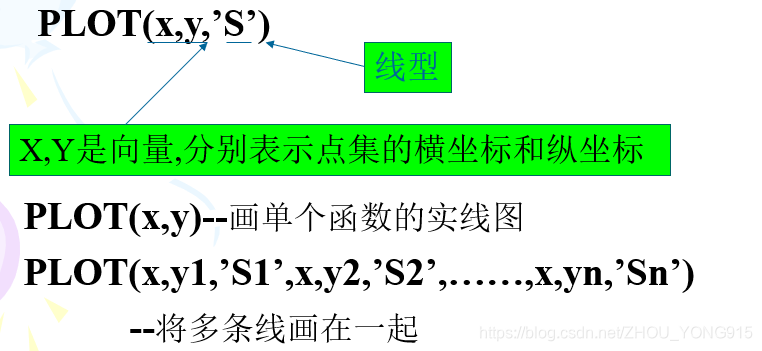 PLOT(x,y,’S’)
线型
X,Y是向量,分别表示点集的横坐标和纵坐标
PLOT(x,y)--画单个函数的实线图
PLOT(x,y1,’S1’,x,y2,’S2’,……,x,yn,’Sn’)
--将多条线画在一起
https://blog.csdn.net/ZHOU_YONG915